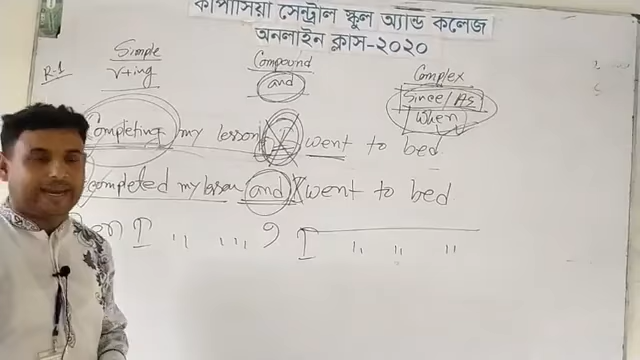 কাপাসিয়া সেন্ট্রাল স্কুল অ্যান্ড কলেজ
অনলাইন ক্লাস-২০২০
Simple Compound Complex
R-1 V+ing and Since/As
When
Completing my lesson, I went to bed.
completed my lesson and went to bed
I " " , I " " "